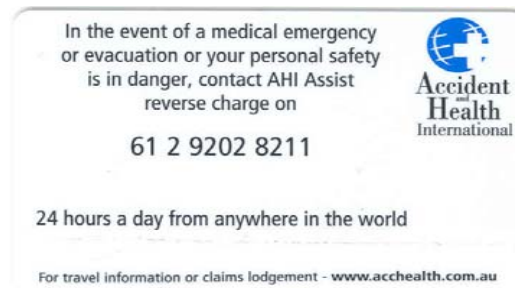 In the event of a medical emergency
or evacuation or your personal safety
is in danger, contact AHI Assist
reverse charge on
61 2 9202 8211
24 hours a day from anywhere in the world
For travel information or claims lodgement - www.acchealth.com.au
Accident
and
Health
International